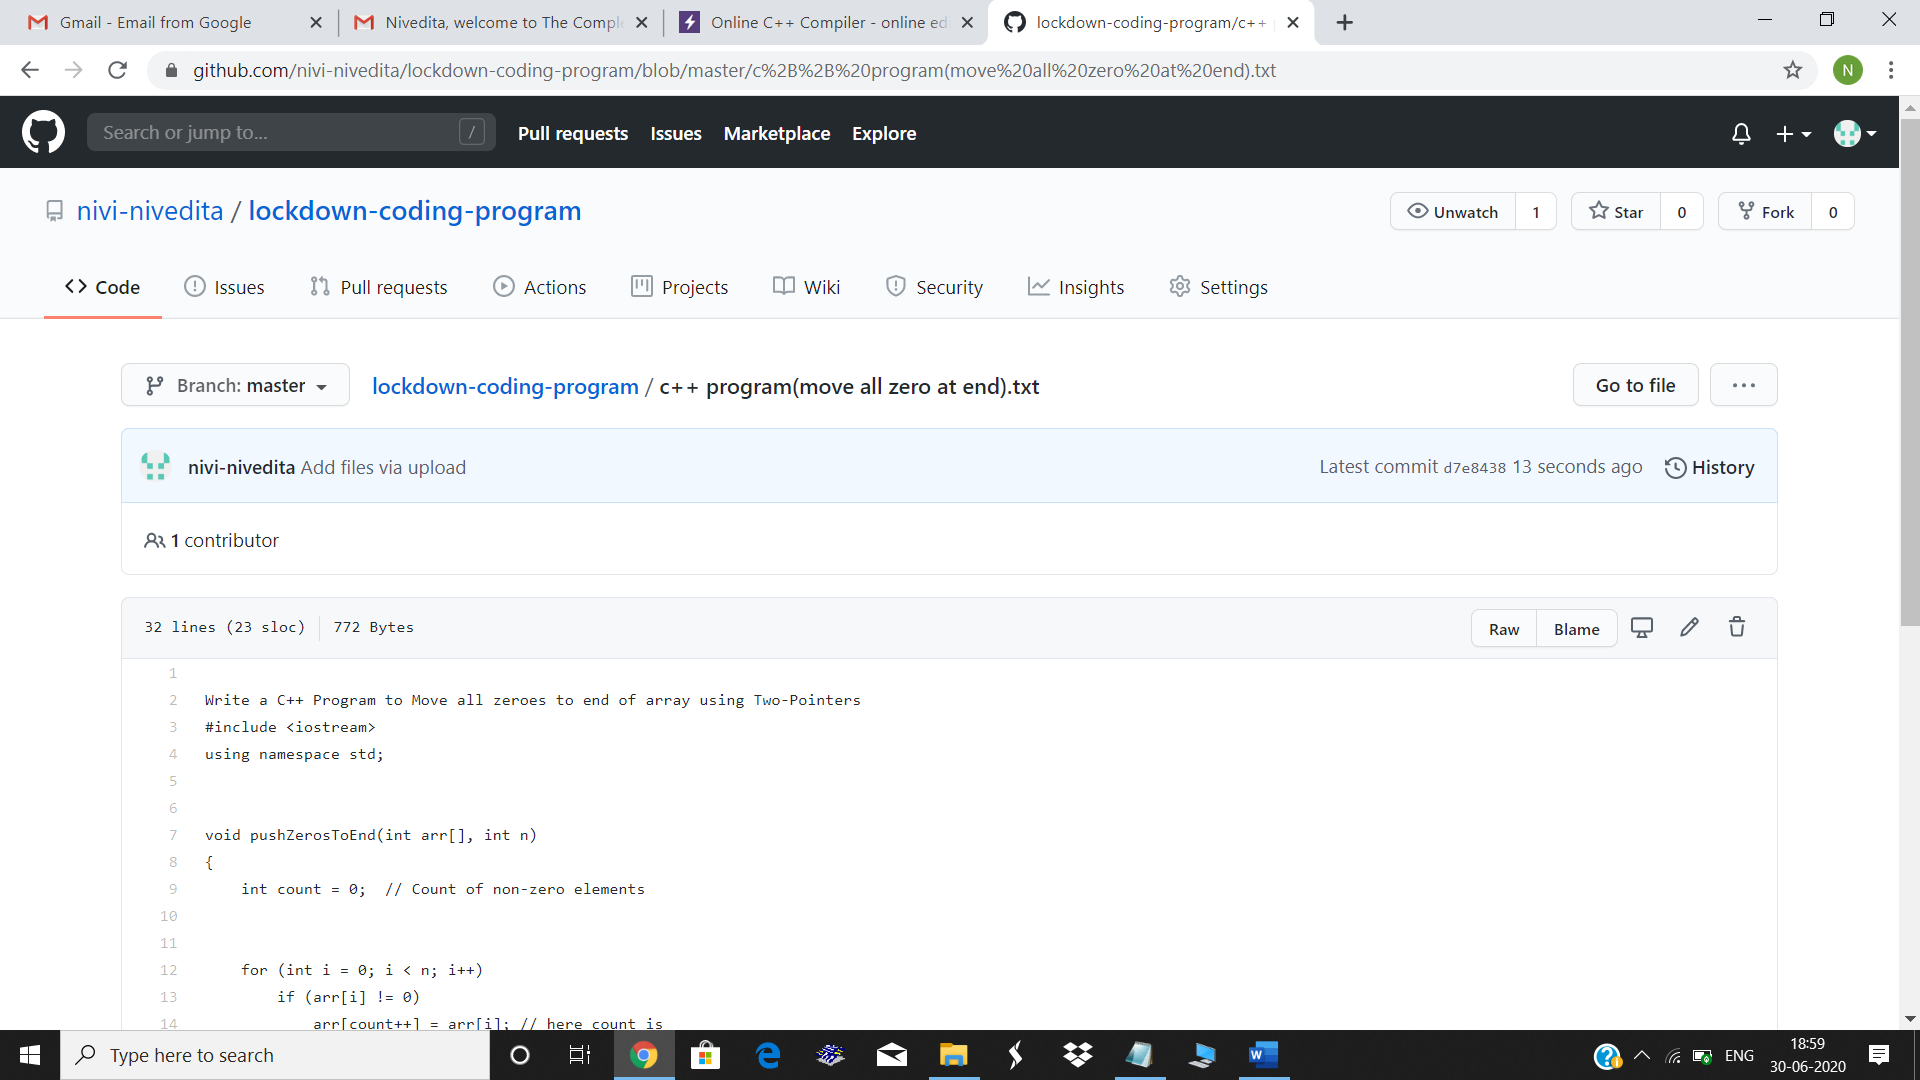 Gmail - Email from Google
Nivedita, welcome to The Comple
Online C++ Compiler - online ed
lockdown-coding-program/c++ p
github.com/nivi-nivedita/lockdown-coding-program/blob/master/c%2B%2B%20program(move%20all%20zero%20at%20end).txt
N
Search or jump to...
/
Pull requests
Issues
Marketplace
Explore
nivi-nivedita / lockdown-coding-program
Unwatch 1
Star 0
Fork 0
Code
Issues
Pull requests
Actions
Projects
Wiki
Security
Insights
Settings
Branch: master
lockdown-coding-program / c++ program(move all zero at end).txt
Go to file
nivi-nivedita Add files via upload
Latest commit d7e8438 13 seconds ago
History
1 contributor
32 lines (23 sloc)
772 Bytes
Raw
Blame
1
2 Write a C++ Program to Move all zeroes to end of array using Two-Pointers
3 #include <iostream>
4 using namespace std;
5
6
7 void pushZerosToEnd(int arr[], int n)
8 {
9 int count = 0;  // Count of non-zero elements
10
11
12 for (int i = 0; i < n; i++)
13 if (arr[i] != 0)
14 arr[count++] = arr[i]; // here count is
Type here to search
ENG
18:59
30-06-2020